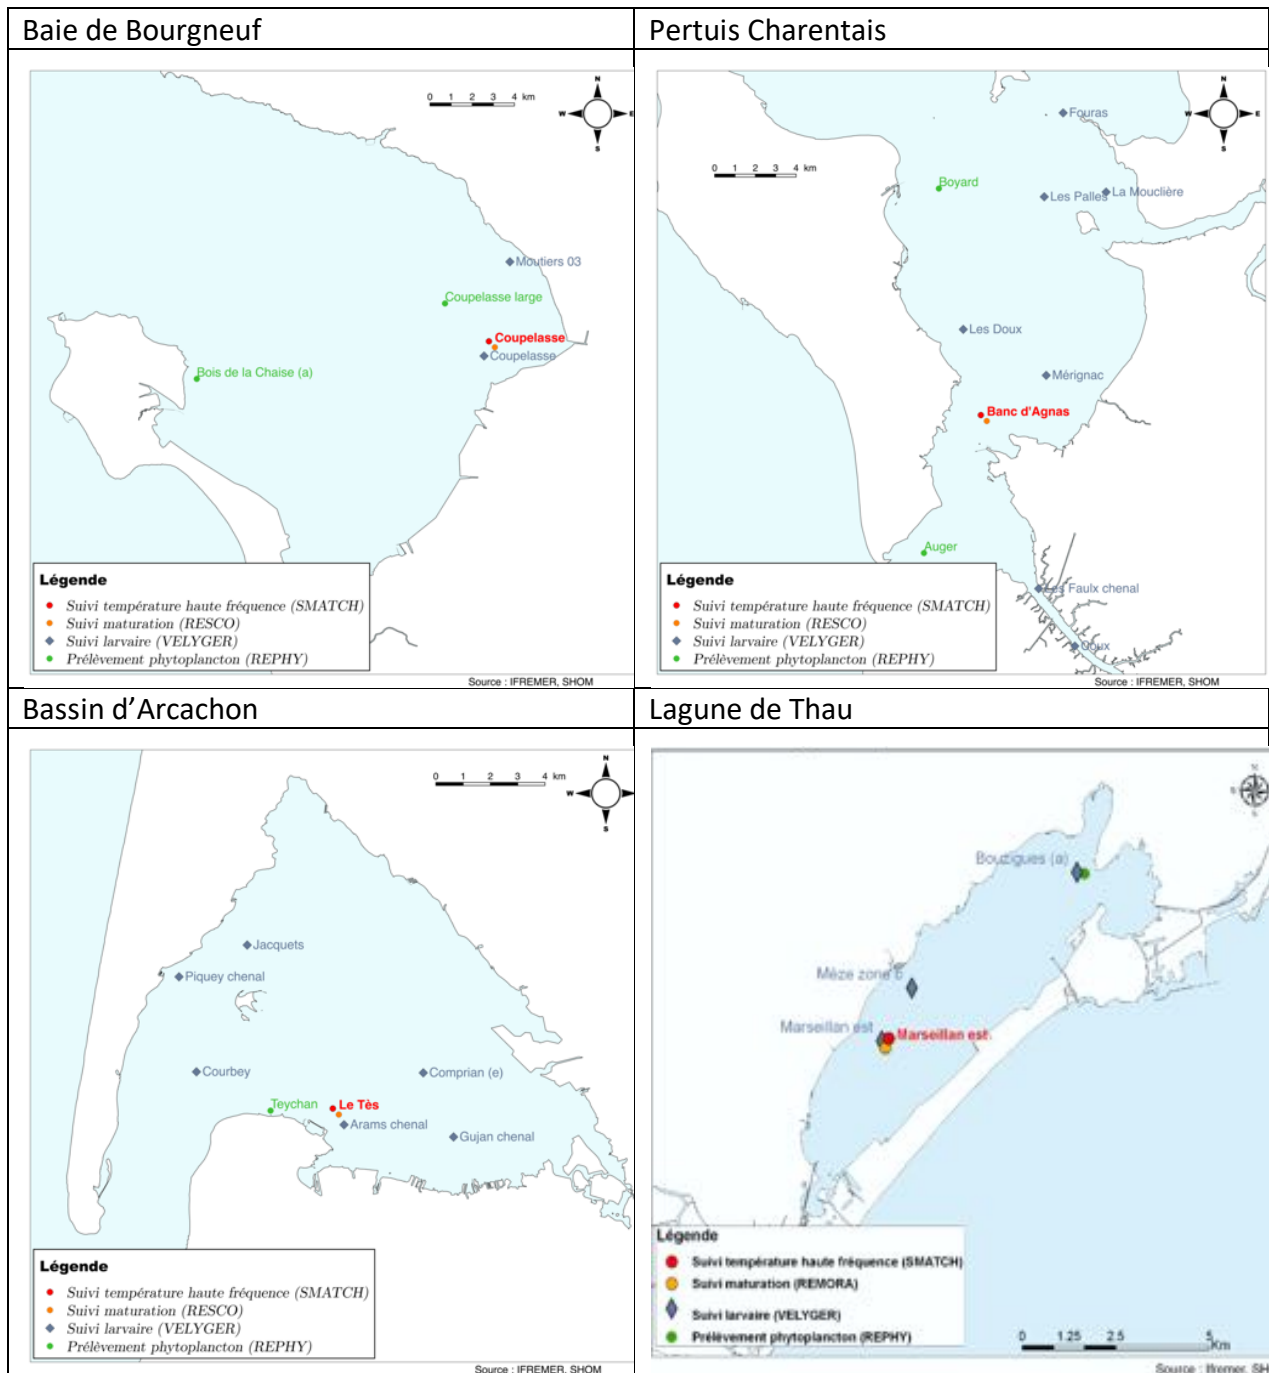 Baie de Bourgneuf
0 1 2 3 4 km
N
W E
S
Moutiers 03
Coupelasse large
Coupelasse
Coupelasse
Bois de la Chaise (a)
Légende
Suivi température haute fréquence (SMATCH)
Suivi maturation (RESCO)
Suivi larvaire (VELYGER)
Prélèvement phytoplancton (REPHY)
Source : IFREMER, SHOM
Pertuis Charentais
N
W E
S
Fouras
0 1 2 3 4 km
Boyard
La Mouclière
Les Palles
Les Doux
Mérignac
Banc d'Agnas
Auger
Les Faulx chenal
Légende
Suivi température haute fréquence (SMATCH)
Suivi maturation (RESCO)
Suivi larvaire (VELYGER)
Prélèvement phytoplancton (REPHY)
Source : IFREMER, SHOM
Bassin d’Arcachon
0 1 2 3 4 km
N
W
S
Jacquets
Piquey chenal
Courbey
Comprian (e)
Teychan
Le Tès
Arams chenal
Gujan chenal
Légende
Suivi température haute fréquence (SMATCH)
Suivi maturation (RESCO)
Suivi larvaire (VELYGER)
Prélèvement phytoplancton (REPHY)
Source : IFREMER, SHOM
Lagune de Thau
Bouzigues (a)
Mèze zone
Marseillan est
Marseillan est
Légende
Suivi température haute fréquence (SMATCH)
Suivi maturation (REMORA)
Suivi larvaire (VELYGER)
Prélèvement phytoplancton (REPHY)
0 1.25 2.5 5
Km
Source : Ifremer, SH